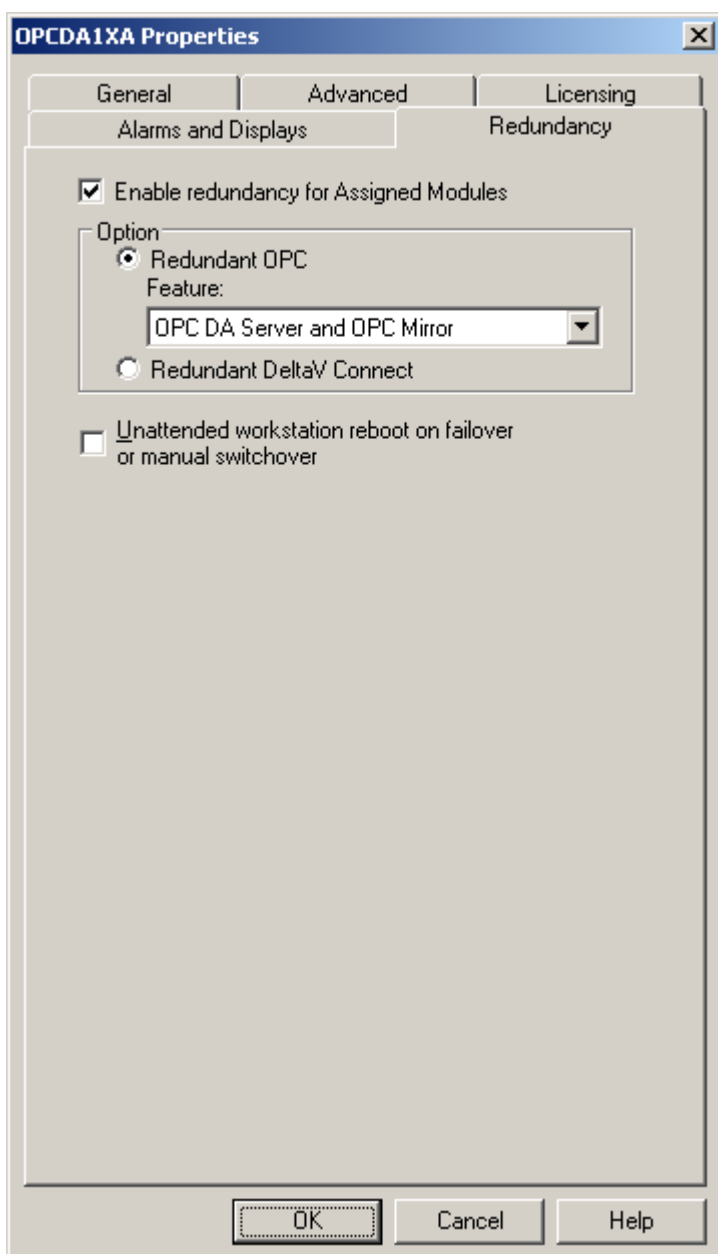 OPCDA1XA Properties
General
Advanced
Licensing
Alarms and Displays
Redundancy
Enable redundancy for Assigned Modules
Option
Redundant OPC
Feature:
OPC DA Server and OPC Mirror
Redundant DeltaV Connect
Unattended workstation reboot on failover
or manual switchover
OK
Cancel
Help